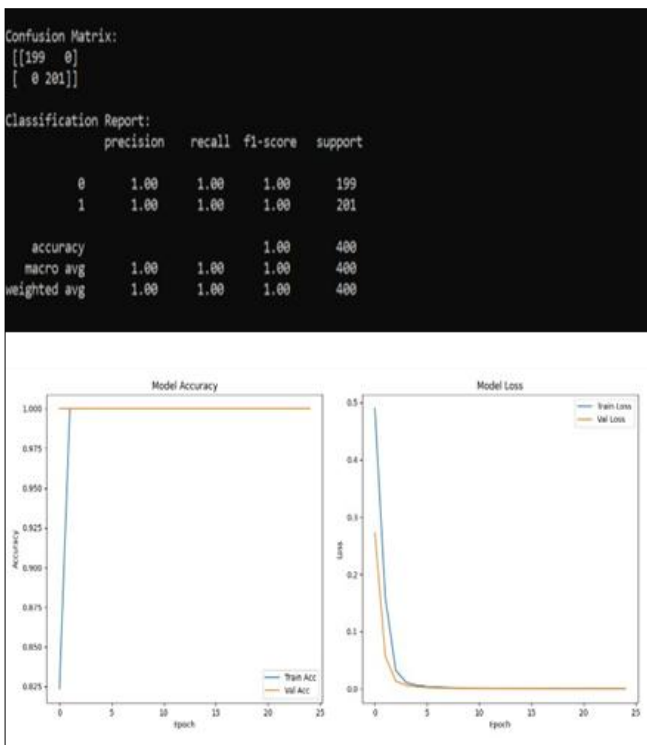 Confusion Matrix:
[[199 0]
[ 0 201]]
Classification Report:
precision recall f1-score support
0 1.00 1.00 1.00 199
1 1.00 1.00 1.00 201
accuracy 1.00 400
macro avg 1.00 1.00 1.00 400
weighted avg 1.00 1.00 1.00 400
Model Accuracy
1.000
0.975
0.950
0.925
0.900
0.875
0.850
0.825
Accuracy
0 5 10 15 20 25
Epoch
Train Acc
Val Acc
Model Loss
0.5
0.4
0.3
0.2
0.1
0.0
Loss
0 5 10 15 20 25
Epoch
Train Loss
Val Loss